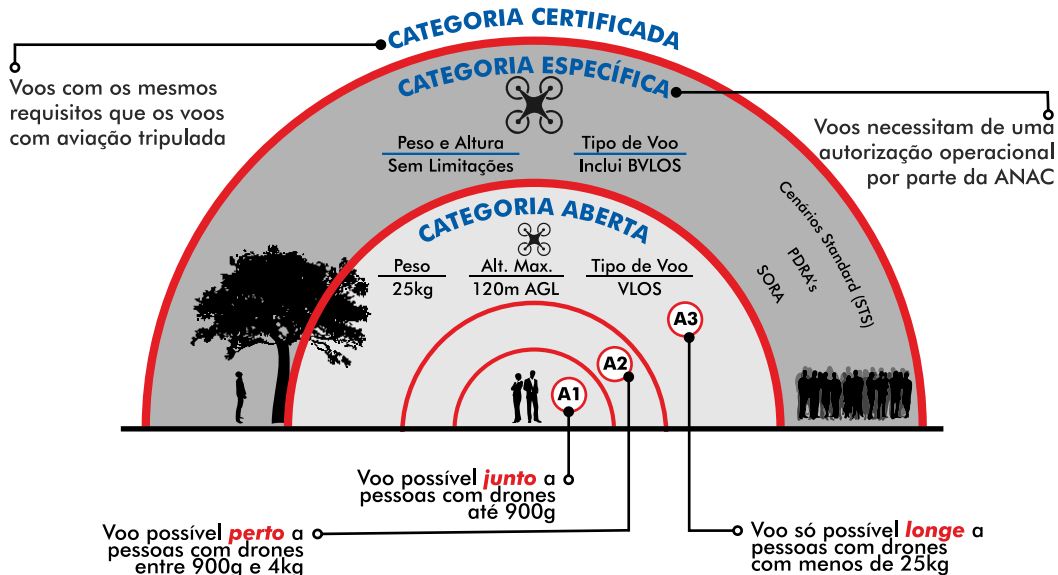 CATEGORIA CERTIFICADA
Voos com os mesmos
requisitos que os voos
com aviação tripulada
CATEGORIA ESPECÍFICA
Peso e Altura
Sem Limitações
Tipo de Voo
Inclui BVLOS
Voos necessitam de uma
autorização operacional
por parte da ANAC
Cenários Standard (STS)
PDRA's
SORA
CATEGORIA ABERTA
Peso
25kg
Alt. Max.
120m AGL
Tipo de Voo
VLOS
A3
A2
A1
Voo possível junto a
pessoas com drones
até 900g
Voo possível perto a
pessoas com drones
entre 900g e 4kg
Voo só possível longe a
pessoas com drones
com menos de 25kg